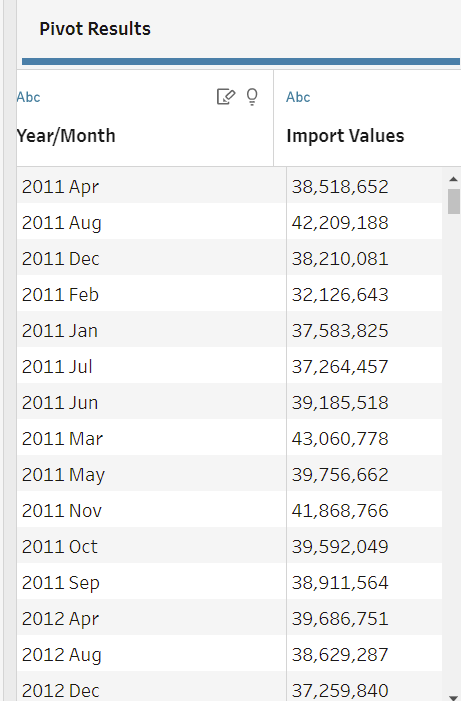 Pivot Results
Abc Abc
Year/Month Import Values
2011 Apr 38,518,652
2011 Aug 42,209,188
2011 Dec 38,210,081
2011 Feb 32,126,643
2011 Jan 37,583,825
2011 Jul 37,264,457
2011 Jun 39,185,518
2011 Mar 43,060,778
2011 May 39,756,662
2011 Nov 41,868,766
2011 Oct 39,592,049
2011 Sep 38,911,564
2012 Apr 39,686,751
2012 Aug 38,629,287
2012 Dec 37,259,840